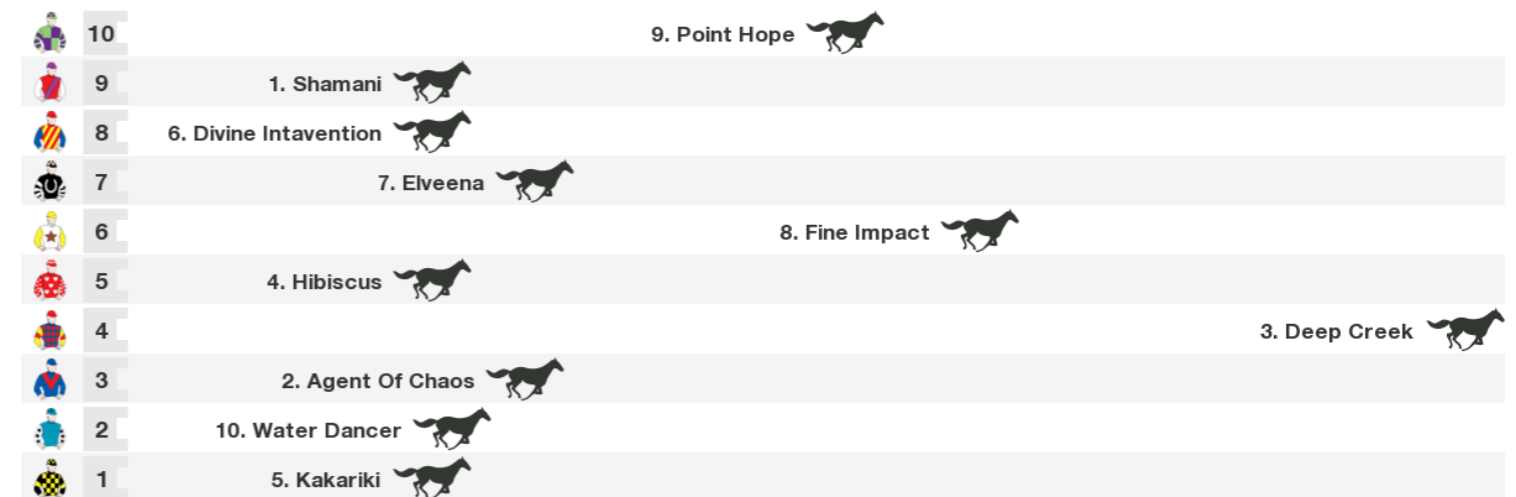 10 9. Point Hope
9 1. Shamani
8 6. Divine Intavention
7 7. Elveena
6 8. Fine Impact
5 4. Hibiscus
4 3. Deep Creek
3 2. Agent Of Chaos
2 10. Water Dancer
1 5. Kakariki